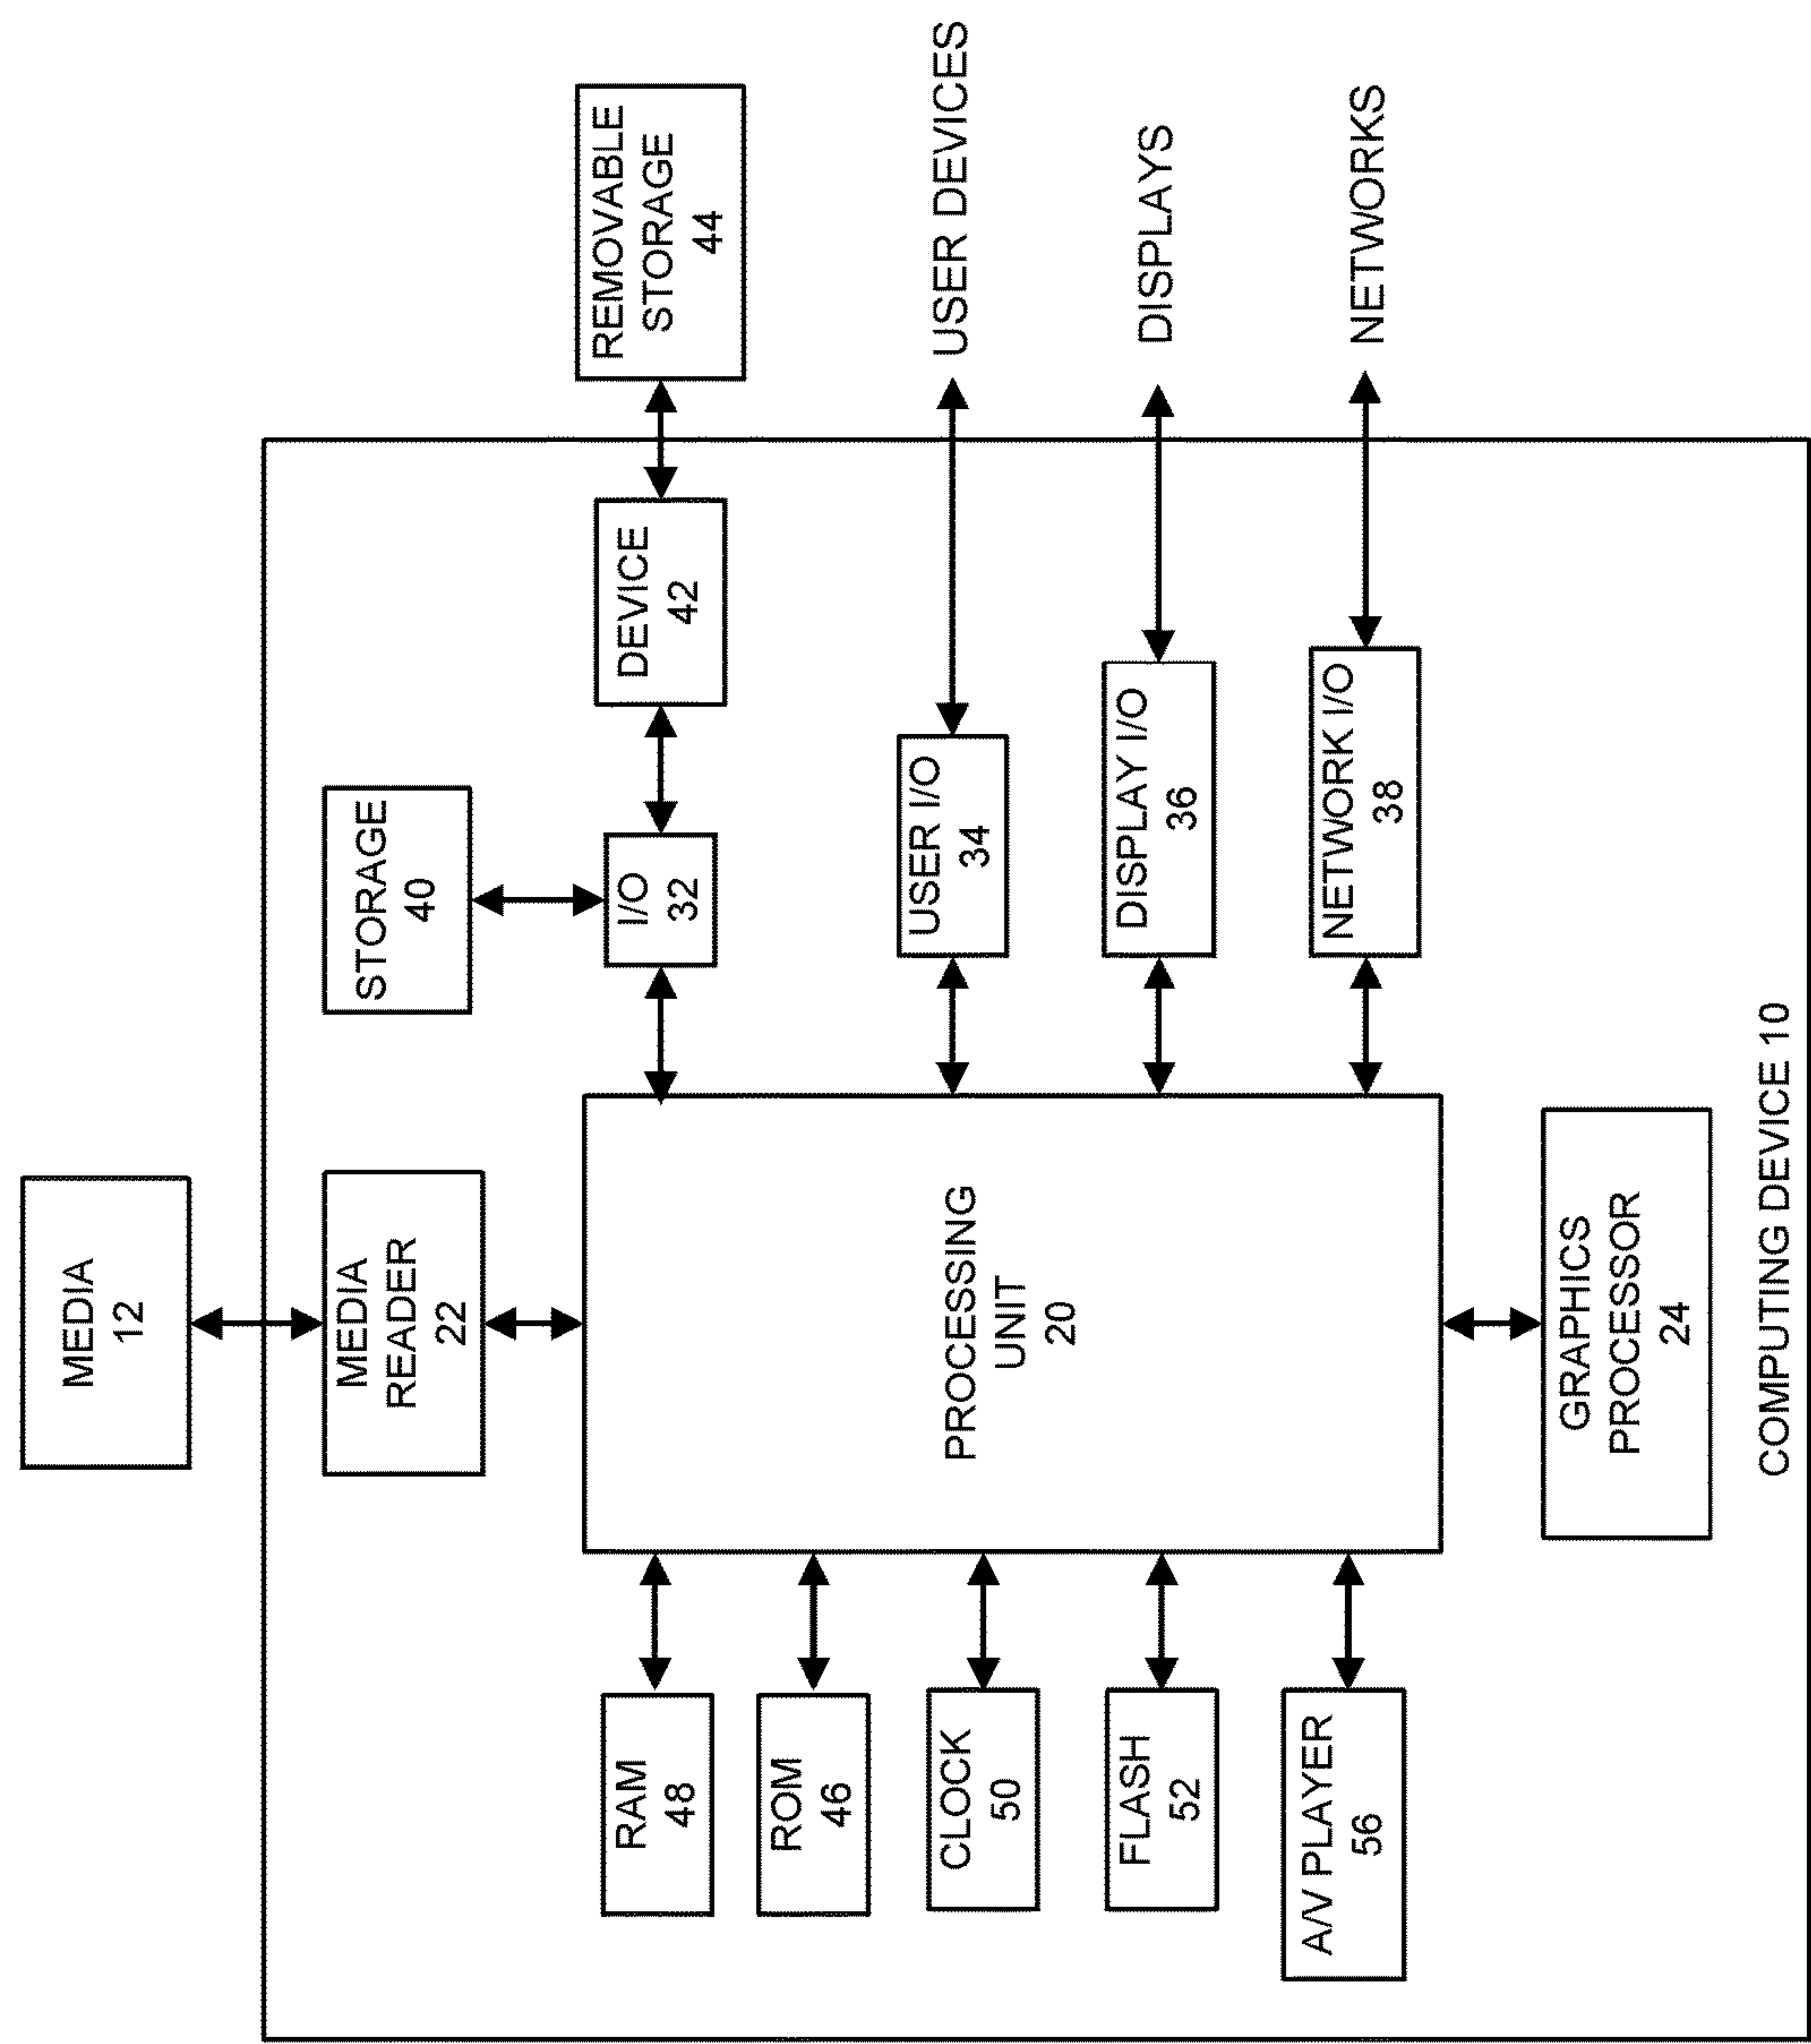 MEDIA
12
MEDIA
READER
22
STORAGE
40
RAM
48
ROM
46
CLOCK
50
FLASH
52
A/V PLAYER
56
PROCESSING
UNIT
20
I/O
32
DEVICE
42
REMOVABLE
STORAGE
44
USER I/O
34
USER DEVICES
DISPLAY I/O
36
DISPLAYS
NETWORK I/O
38
NETWORKS
GRAPHICS
PROCESSOR
24
COMPUTING DEVICE 10